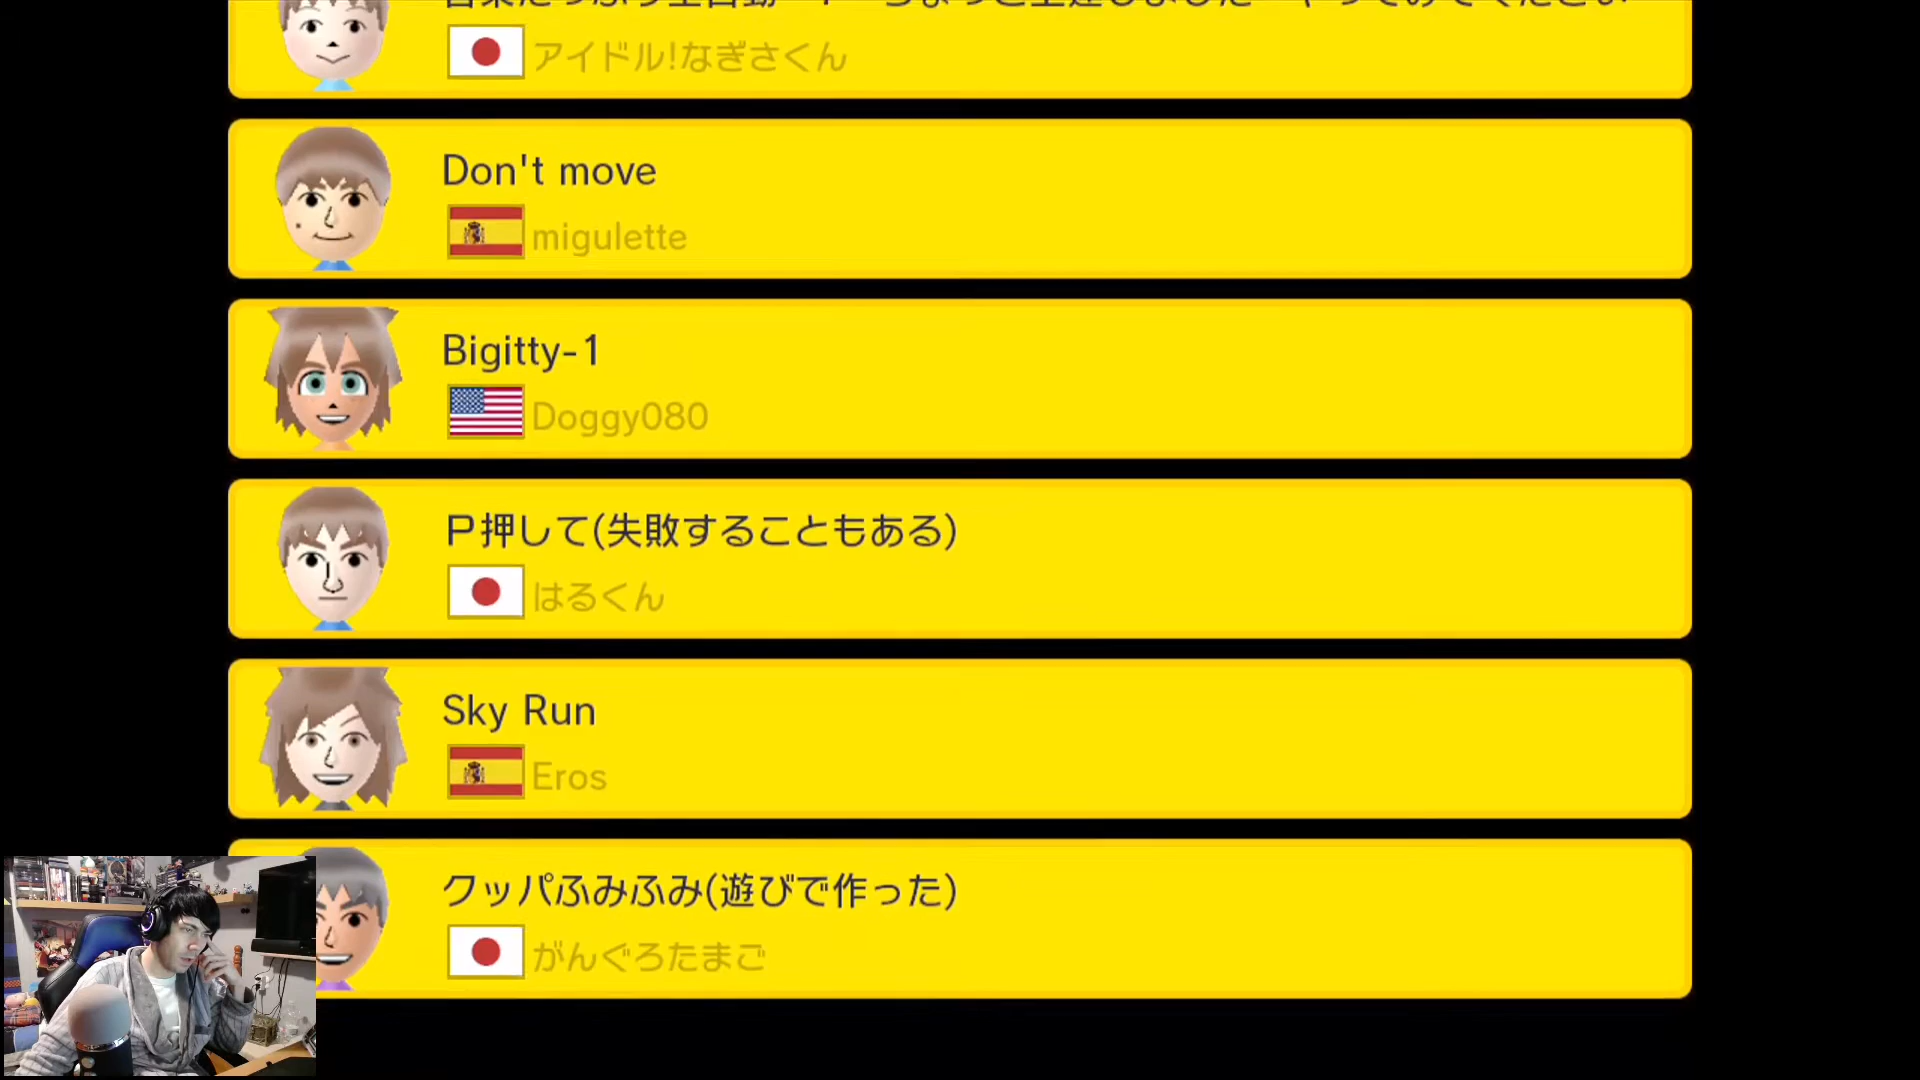 アイドル!なぎさくん
Don't move
migulette
Bigitty-1
Doggy080
P押して(失敗することもある)
はるくん
Sky Run
Eros
クッパふみふみ(遊びで作った)
がんぐろたまご